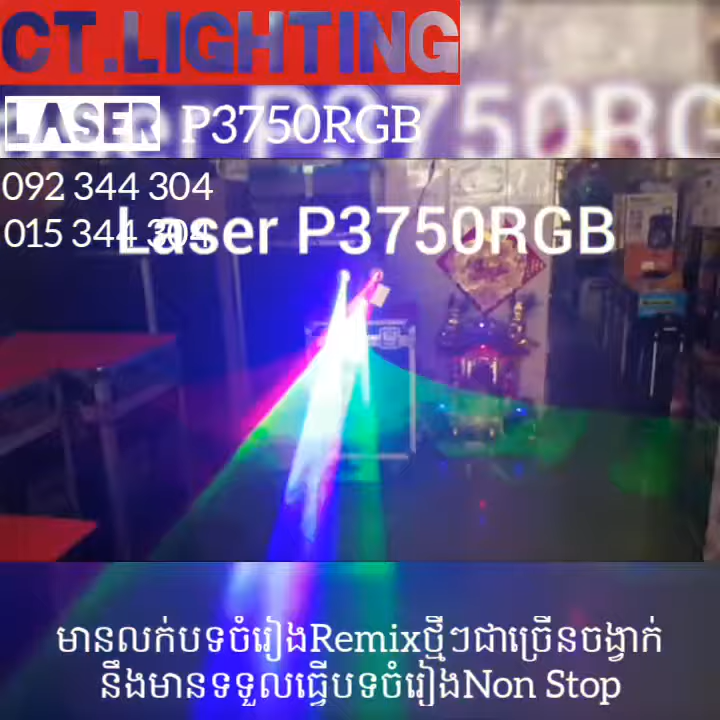 CT.LIGHTING
LASER P3750RGB
092 344 304
015 344 304
Laser P3750RGB
មានលក់បទចំរៀងRemixថ្មីៗជាច្រើនចង្វាក់
នឹងមានទទួលធ្វើបទចំរៀងNon Stop